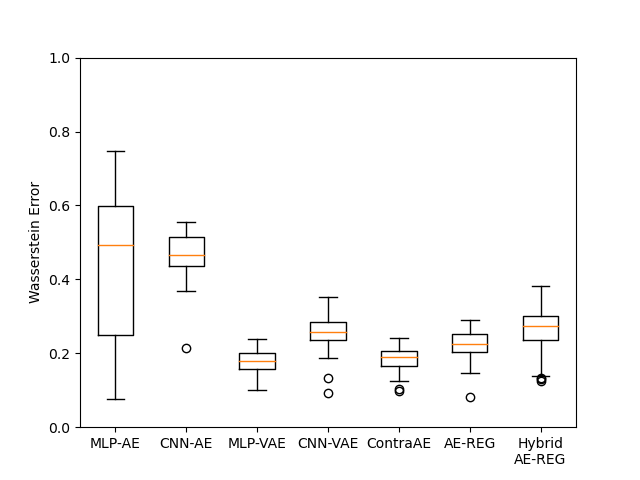 1.0
0.8
0.6
0.4
0.2
0.0
Wasserstein Error
MLP-AE CNN-AE MLP-VAE CNN-VAE ContraAE AE-REG Hybrid
AE-REG